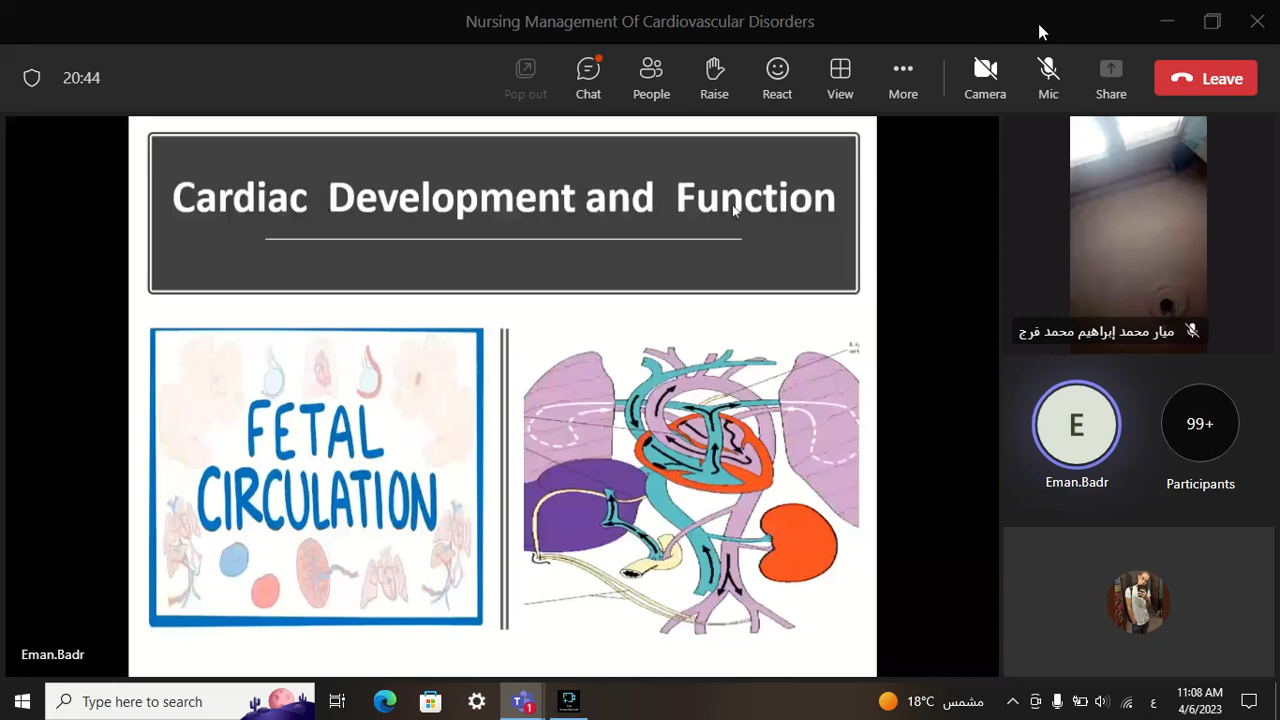 Nursing Management Of Cardiovascular Disorders
20:44
Pop out
Chat
People
Raise
React
View
More
Camera
Mic
Share
Leave
Cardiac Development and Function
FETAL
CIRCULATION
ميار محمد إبراهيم محمد فرج
E
99+
Eman.Badr
Participants
Eman.Badr
Type here to search
1
18°C مشمس
ع
11:08 AM
4/6/2023